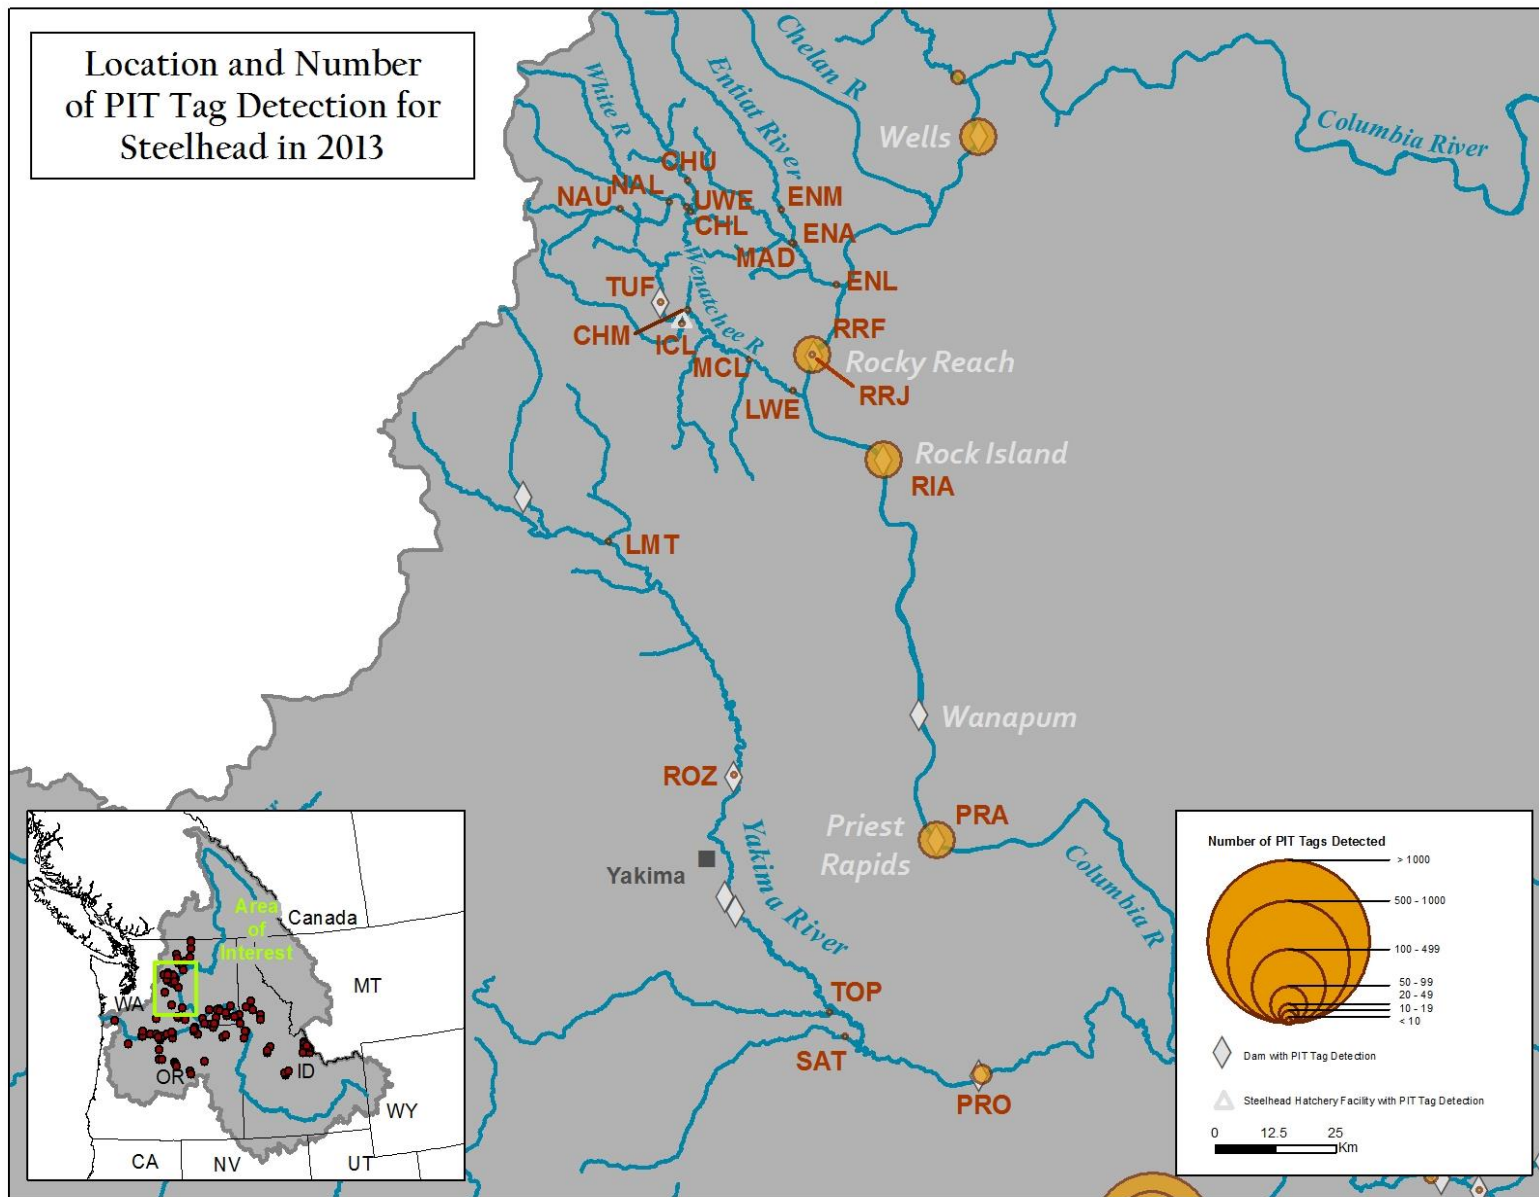 Location and Number
of PIT Tag Detection for
Steelhead in 2013
White R
Entiat River
Chelan R
Columbia River
Wells
CHU
NAL
NAU
UWE
CHL
ENM
ENA
MAD
ENL
TUF
Wenatchee R
CHM
ICL
MCL
LWE
RRF
Rocky Reach
RRJ
Rock Island
RIA
LMT
Wanapum
ROZ
PRA
Priest
Rapids
Yakima
Yakima River
Columbia R
TOP
SAT
PRO
Area
of
Interest
Canada
WA
MT
OR
ID
WY
CA
NV
UT
Number of PIT Tags Detected
> 1000
500 - 1000
100 - 499
50 - 99
20 - 49
10 - 19
< 10
Dam with PIT Tag Detection
Steelhead Hatchery Facility with PIT Tag Detection
0 12.5 25
Km